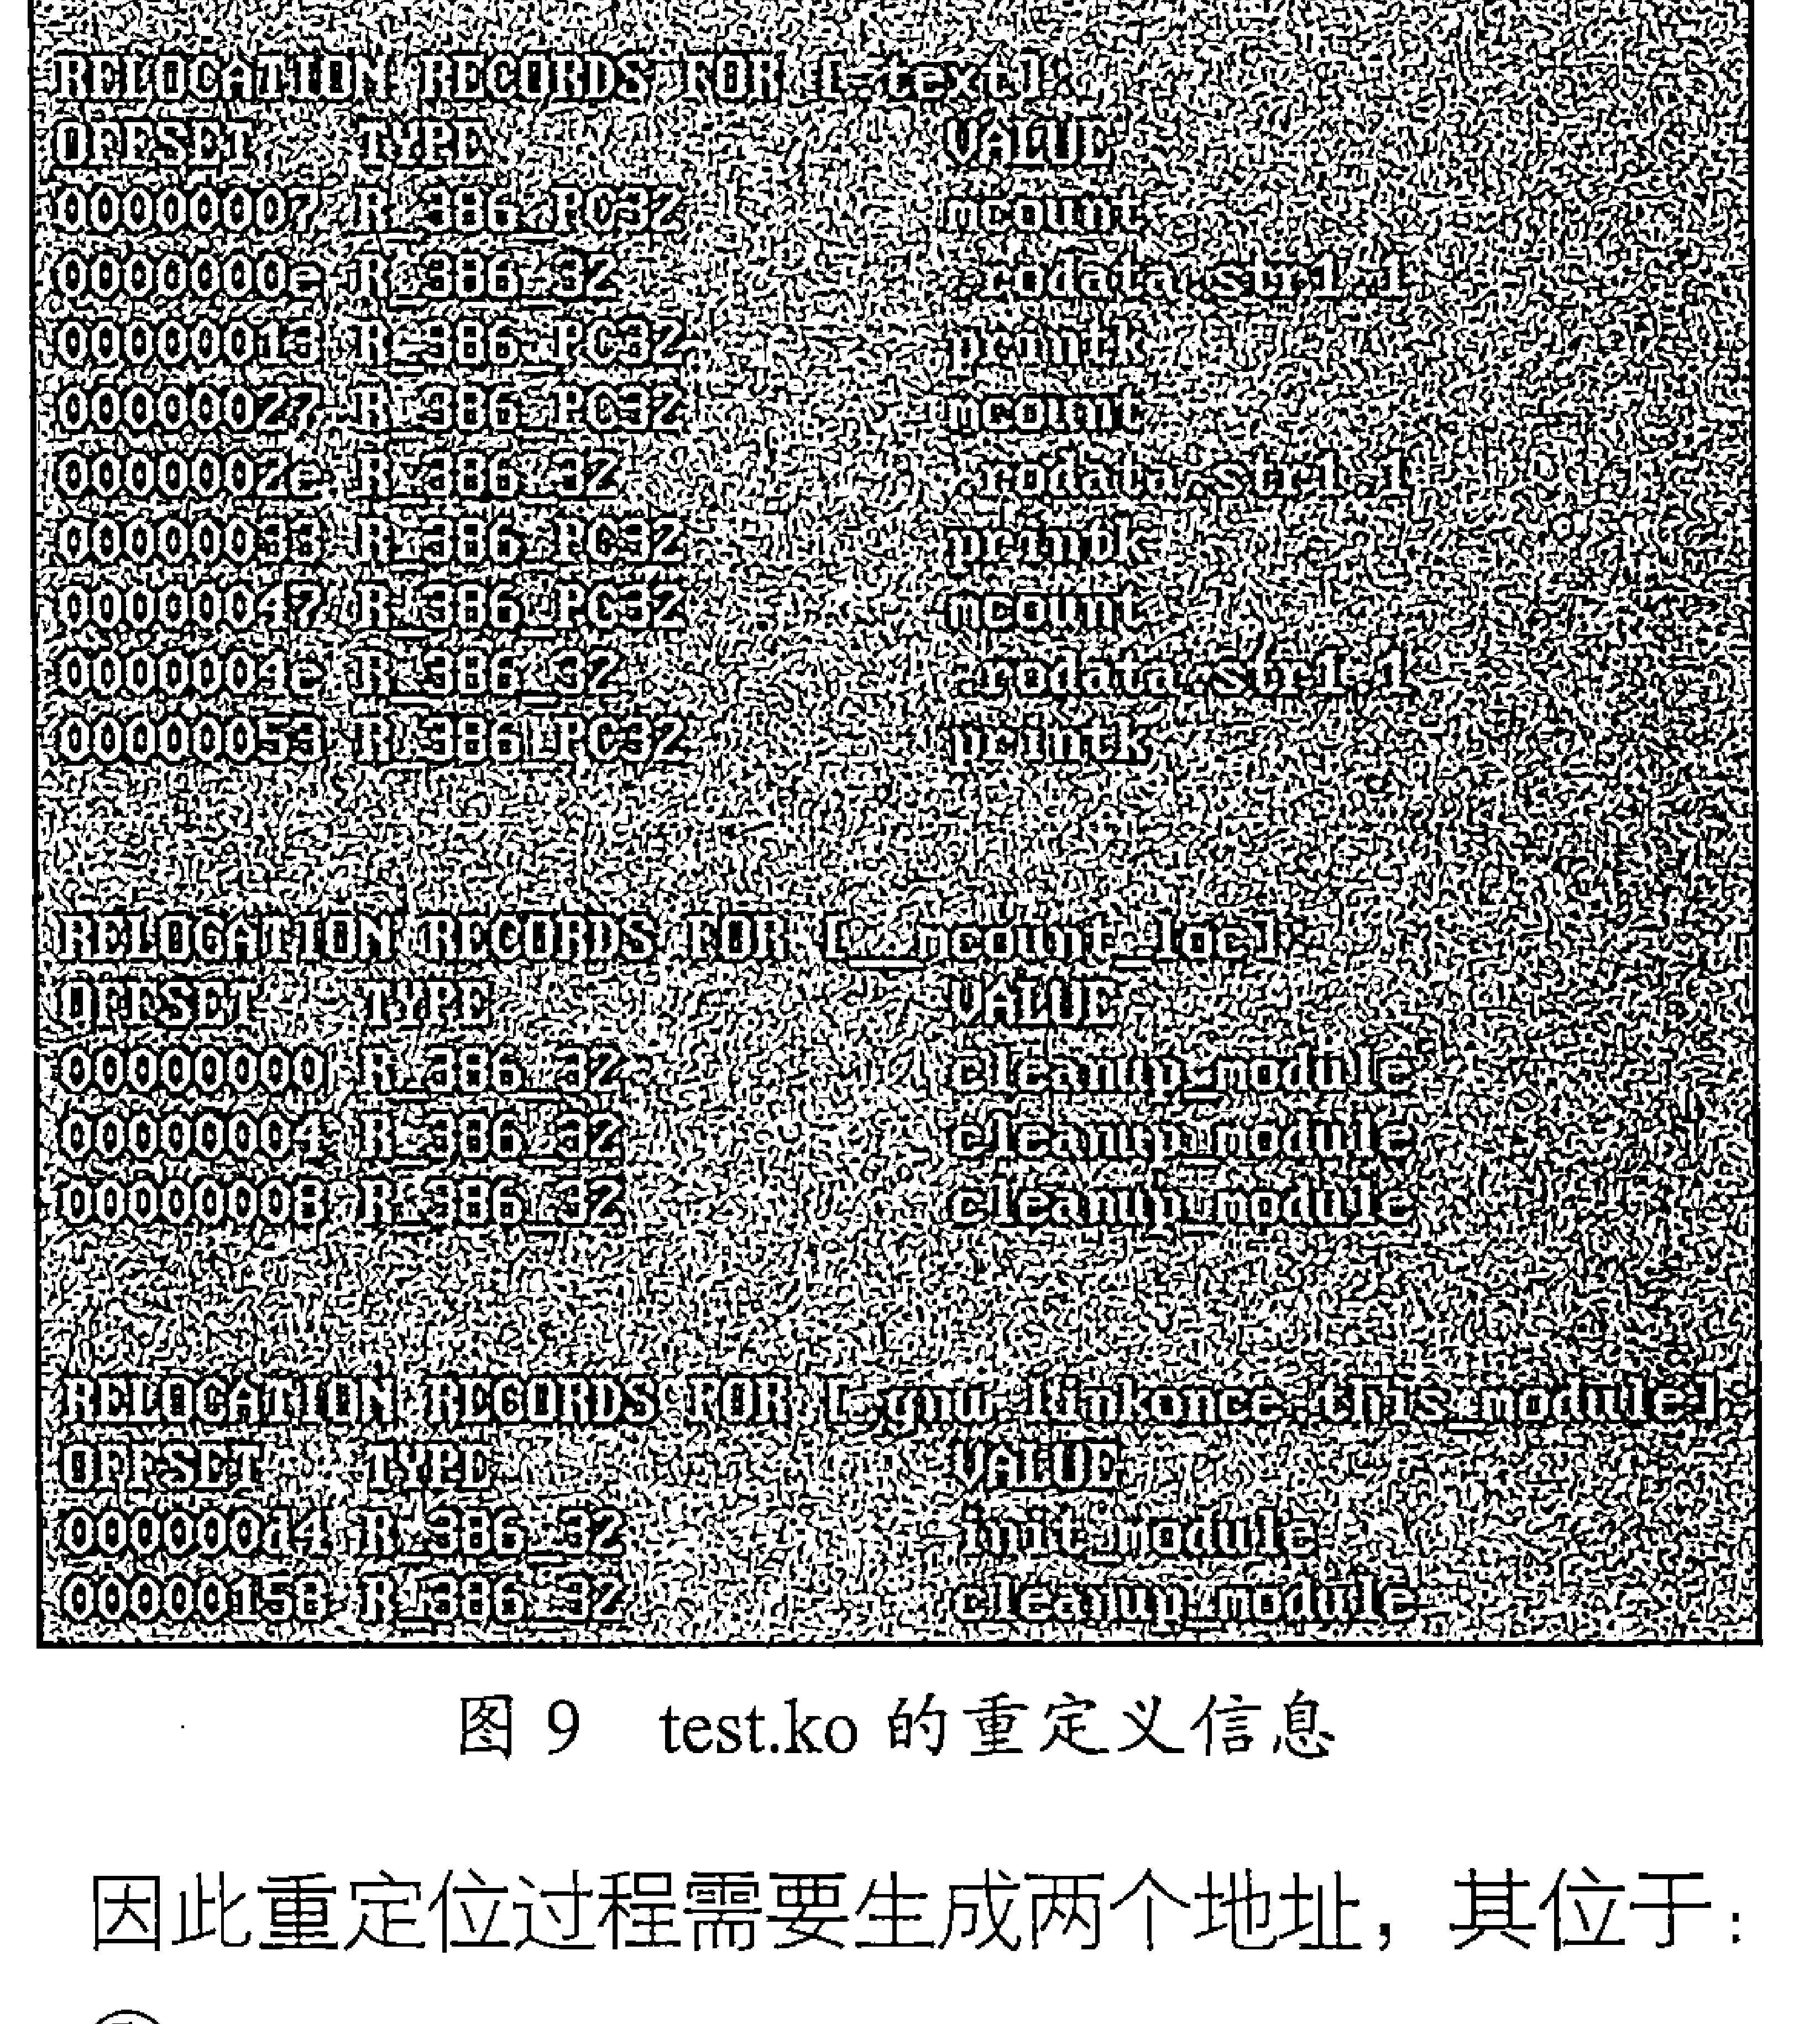 RELOCATION RECORDS FOR [.text]:
OFFSET TYPE VALUE
00000007 R_386_PC32 mcount
0000000e R_386_32 .rodata.str1.1
00000013 R_386_PC32 printk
00000027 R_386_PC32 mcount
0000002e R_386_32 .rodata.str1.1
00000033 R_386_PC32 printk
00000047 R_386_PC32 mcount
0000004e R_386_32 .rodata.str1.1
00000053 R_386_PC32 printk
RELOCATION RECORDS FOR [__mcount_loc]:
OFFSET TYPE VALUE
00000000 R_386_32 cleanup_module
00000004 R_386_32 cleanup_module
00000008 R_386_32 cleanup_module
RELOCATION RECORDS FOR [.gnu.linkonce.this_module]
OFFSET TYPE VALUE
000000d4 R_386_32 init_module
00000158 R_386_32 cleanup_module
图 9 test.ko 的重定义信息
因此重定位过程需要生成两个地址，其位于：